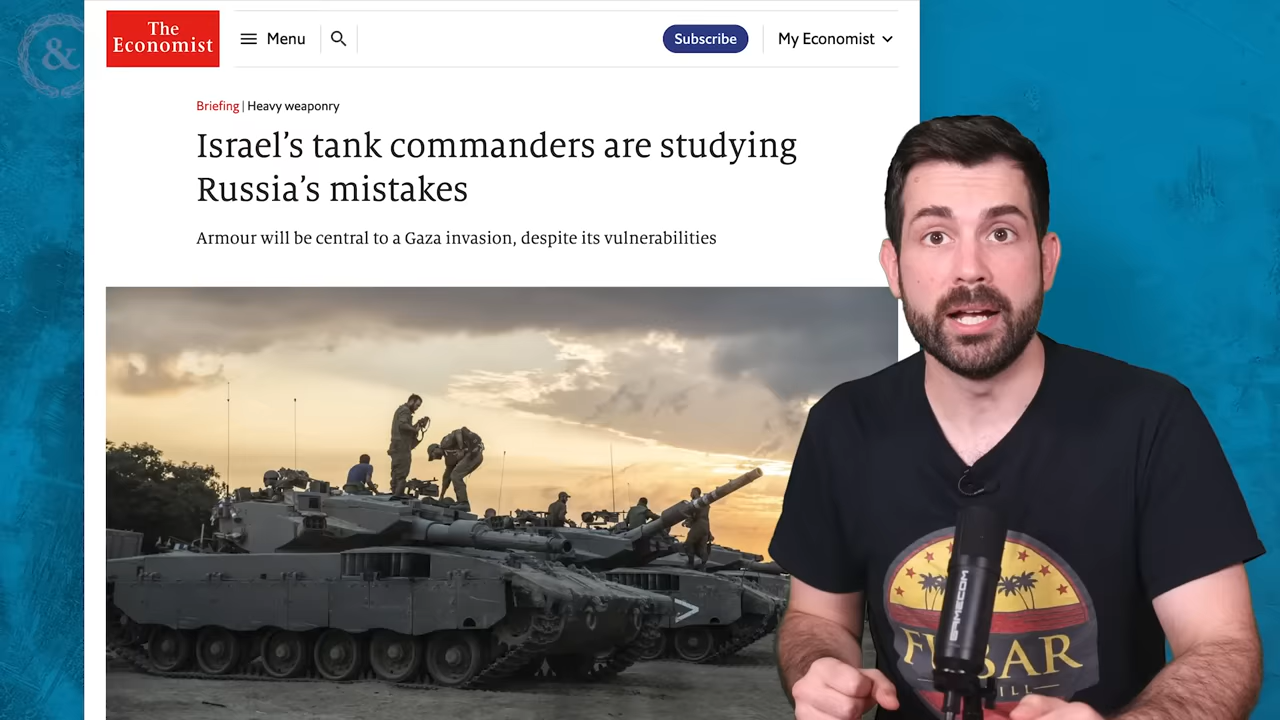 &
The
Economist
Menu
Subscribe
My Economist
Briefing | Heavy weaponry
Israel’s tank commanders are studying
Russia’s mistakes
Armour will be central to a Gaza invasion, despite its vulnerabilities